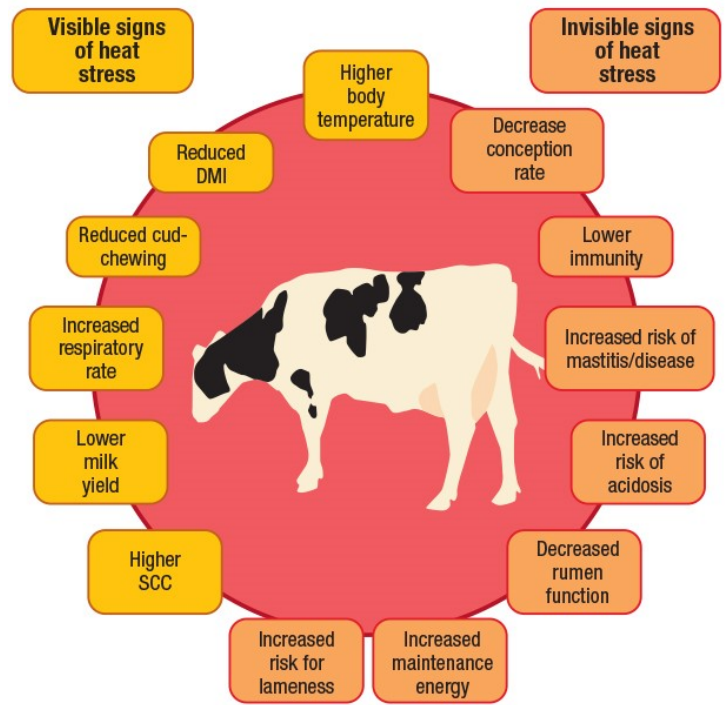 Visible signs
of heat
stress
Invisible signs
of heat
stress
Higher
body
temperature
Reduced
DMI
Reduced cud-
chewing
Increased
respiratory
rate
Lower
milk
yield
Higher
SCC
Decrease
conception
rate
Lower
immunity
Increased risk of
mastitis/disease
Increased
risk of
acidosis
Decreased
rumen
function
Increased
maintenance
energy
Increased
risk for
lameness